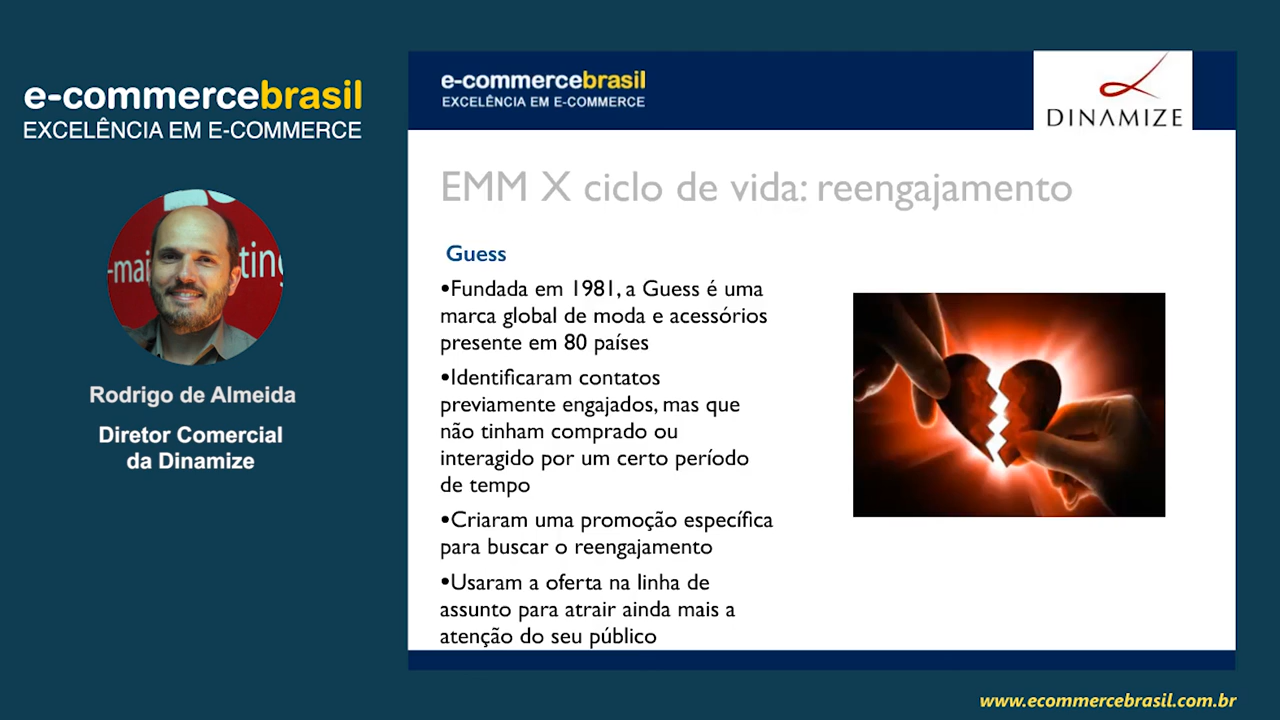 e-commercebrasil
EXCELÊNCIA EM E-COMMERCE
-mai
ting
Rodrigo de Almeida
Diretor Comercial
da Dinamize
e-commercebrasil
EXCELÊNCIA EM E-COMMERCE
DINAMIZE
EMM X ciclo de vida: reengajamento
Guess
•Fundada em 1981, a Guess é uma
marca global de moda e acessórios
presente em 80 países
•Identificaram contatos
previamente engajados, mas que
não tinham comprado ou
interagido por um certo período
de tempo
•Criaram uma promoção específica
para buscar o reengajamento
•Usaram a oferta na linha de
assunto para atrair ainda mais a
atenção do seu público
www.ecommercebrasil.com.br